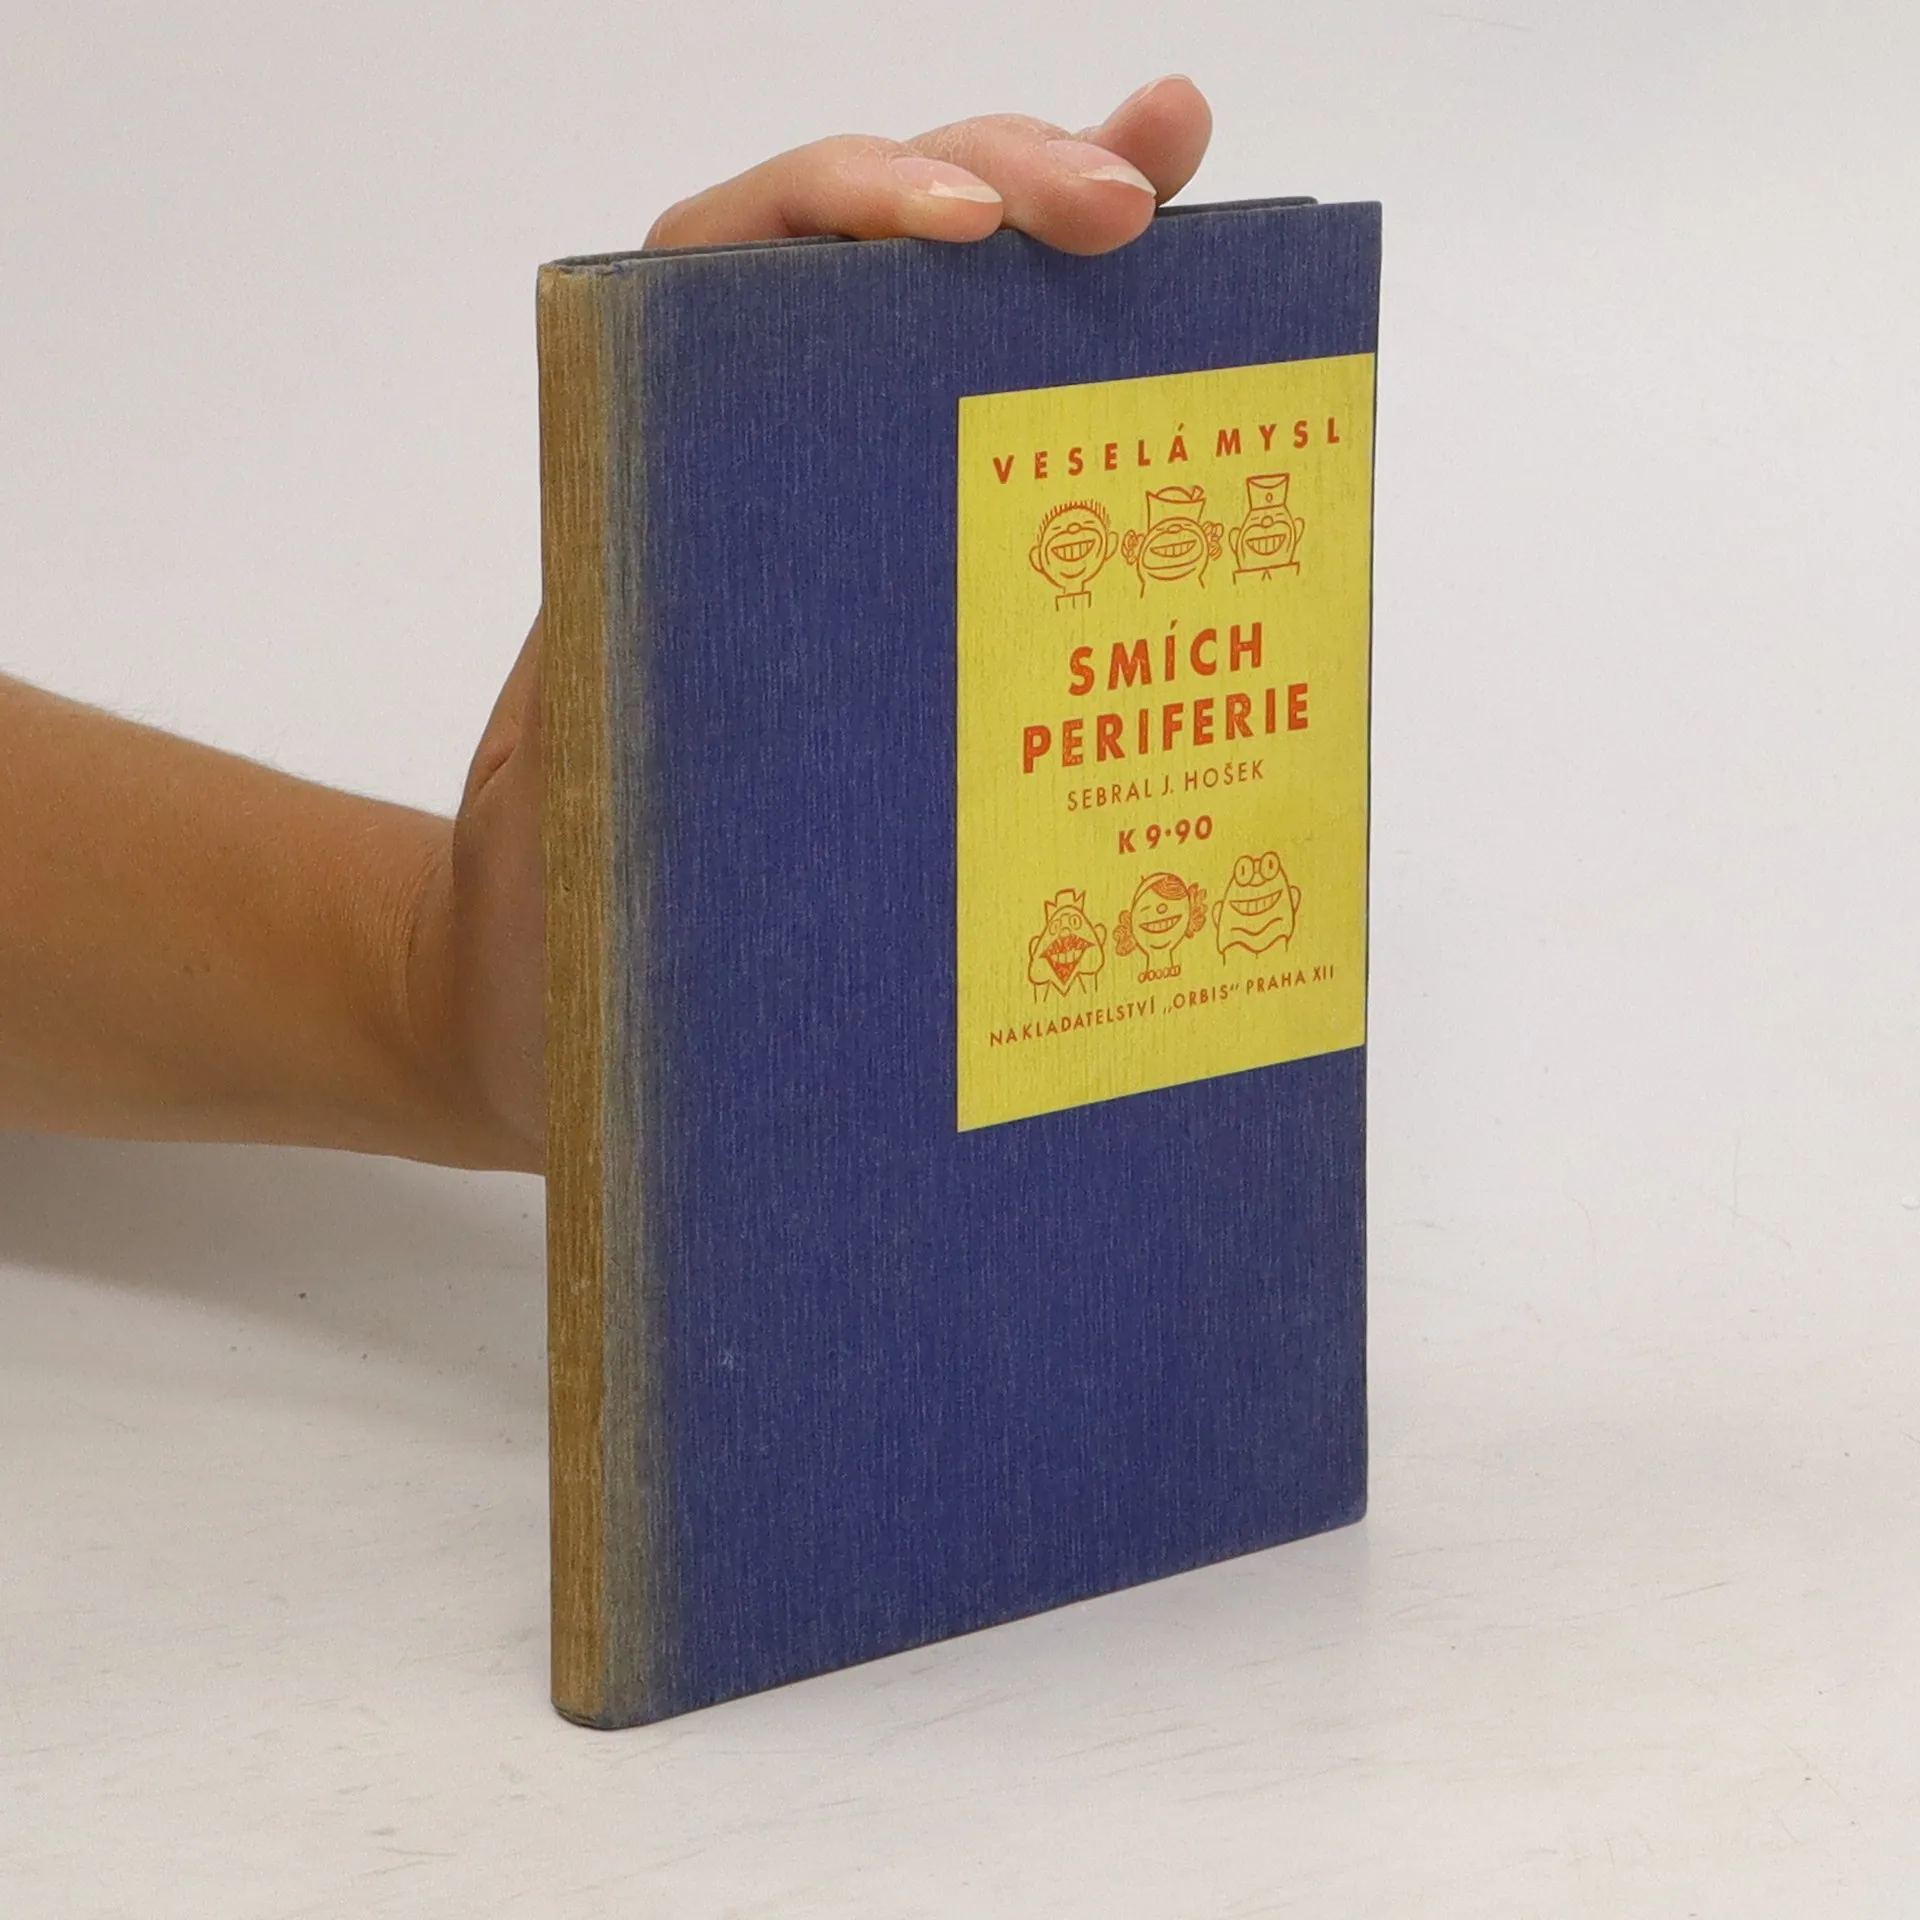 VESELÁ MYSL
SMÍCH
PERIFERIE
SEBRAL J. HOŠEK
K 9·90
NAKLADATELSTVÍ „ORBIS“ PRAHA XII